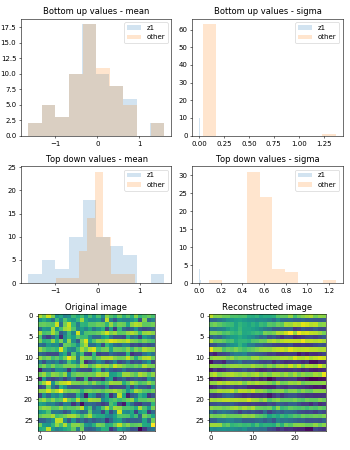 Bottom up values - mean
17.5
15.0
12.5
10.0
7.5
5.0
2.5
0.0
z1
other
−1 0 1
Bottom up values - sigma
60
50
40
30
20
10
0
z1
other
0.00 0.25 0.50 0.75 1.00 1.25
Top down values - mean
25
20
15
10
5
0
z1
other
−1 0 1
Top down values - sigma
30
25
20
15
10
5
0
z1
other
0.0 0.2 0.4 0.6 0.8 1.0 1.2
Original image
0
5
10
15
20
25
0 10 20
Reconstructed image
0
5
10
15
20
25
0 10 20